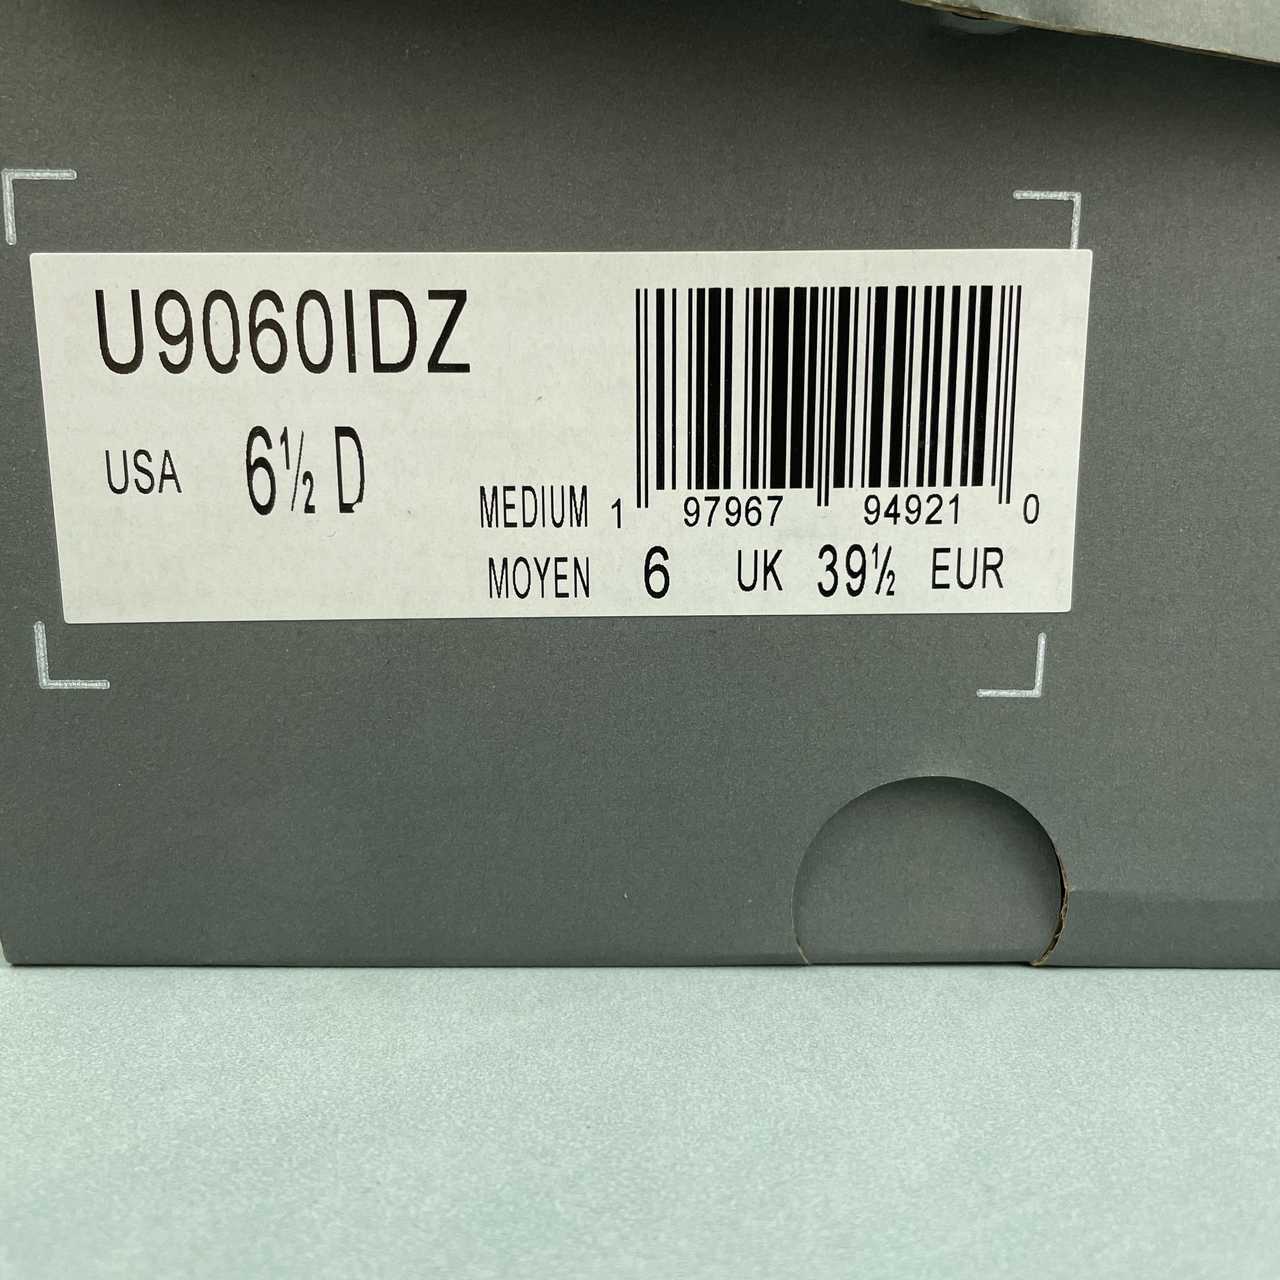 U9060IDZ
USA 6½ D
MEDIUM 1 97967 94921 0
MOYEN 6 UK 39½ EUR